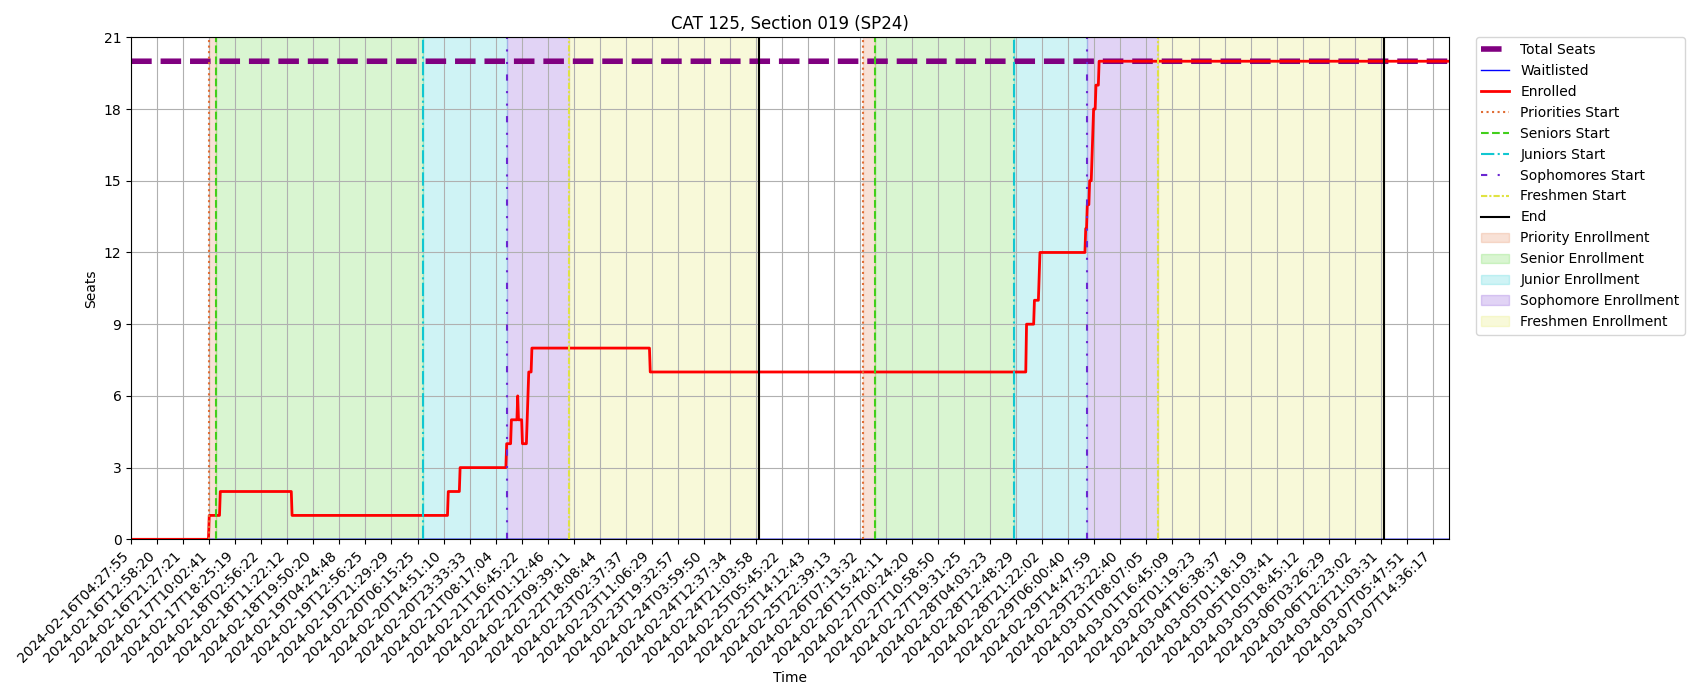 CAT 125, Section 019 (SP24)
21
18
15
12
9
6
3
0
Seats
2024-02-16T04:27:55
2024-02-16T12:58:20
2024-02-16T21:27:21
2024-02-17T10:02:41
2024-02-17T18:25:19
2024-02-18T02:56:22
2024-02-18T11:22:12
2024-02-18T19:50:20
2024-02-19T04:24:48
2024-02-19T12:56:25
2024-02-19T21:29:29
2024-02-20T06:15:25
2024-02-20T14:51:10
2024-02-20T23:33:33
2024-02-21T08:17:04
2024-02-21T16:45:22
2024-02-22T01:12:46
2024-02-22T09:39:11
2024-02-22T18:08:44
2024-02-23T02:37:37
2024-02-23T11:06:29
2024-02-23T19:32:57
2024-02-24T03:59:50
2024-02-24T12:37:34
2024-02-24T21:03:58
2024-02-25T05:45:22
2024-02-25T14:12:43
2024-02-25T22:39:13
2024-02-26T07:13:32
2024-02-26T15:42:11
2024-02-27T00:24:20
2024-02-27T10:58:50
2024-02-27T19:31:25
2024-02-28T04:03:23
2024-02-28T12:48:29
2024-02-28T21:22:02
2024-02-29T06:00:40
2024-02-29T14:47:59
2024-02-29T23:22:40
2024-03-01T08:07:05
2024-03-01T16:45:09
2024-03-02T01:19:23
2024-03-04T16:38:37
2024-03-05T01:18:19
2024-03-05T10:03:41
2024-03-05T18:45:12
2024-03-06T03:26:29
2024-03-06T12:23:02
2024-03-06T21:03:31
2024-03-07T05:47:51
2024-03-07T14:36:17
Time
Total Seats
Waitlisted
Enrolled
Priorities Start
Seniors Start
Juniors Start
Sophomores Start
Freshmen Start
End
Priority Enrollment
Senior Enrollment
Junior Enrollment
Sophomore Enrollment
Freshmen Enrollment